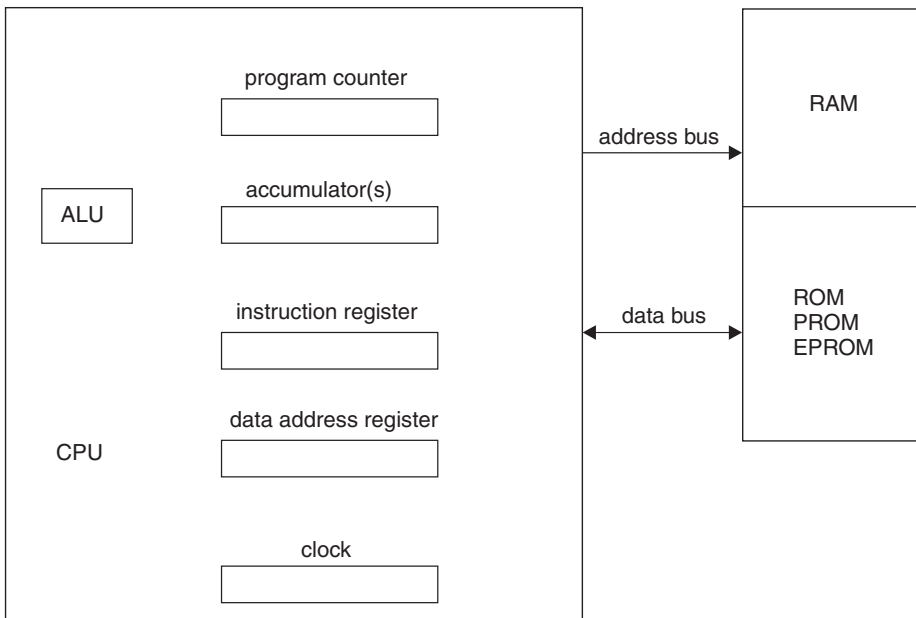 program counter
RAM
address bus
accumulator(s)
ALU
instruction register
data bus
ROM
PROM
EPROM
data address register
CPU
clock